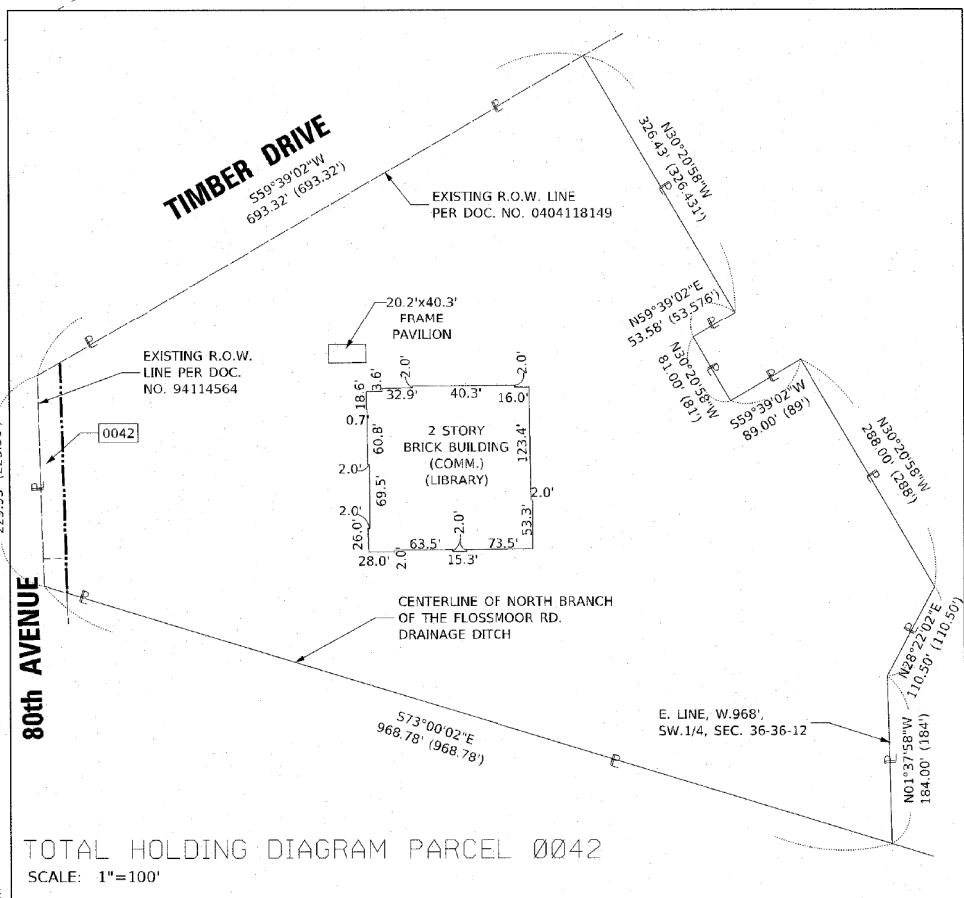 TIMBER DRIVE
S59°39'02"W
693.32' (693.32')
EXISTING R.O.W. LINE
PER DOC. NO. 0404118149
N30°20'58"W
326.43' (326.431')
N59°39'02"E
53.58' (53.576')
N30°20'58"W
81.00' (81')
S59°39'02"W
89.00' (89')
N30°20'58"W
288.00' (288')
N28°22'02"E
110.50' (110.50')
N01°37'58"W
184.00' (184')
E. LINE, W.968',
SW.1/4, SEC. 36-36-12
20.2'x40.3'
FRAME
PAVILION
EXISTING R.O.W.
LINE PER DOC.
NO. 94114564
0042
18.6'
3.6'
2.0'
2.0'
32.9'
40.3'
16.0'
0.7'
60.8'
2 STORY
BRICK BUILDING
(COMM.)
(LIBRARY)
123.4'
2.0'
69.5'
2.0'
53.3'
2.0'
26.0'
2.0'
63.5'
73.5'
28.0'
2.0'
15.3'
CENTERLINE OF NORTH BRANCH
OF THE FLOSSMOOR RD.
DRAINAGE DITCH
80th AVENUE
S73°00'02"E
968.78' (968.78')
TOTAL HOLDING DIAGRAM PARCEL 0042
SCALE: 1"=100'